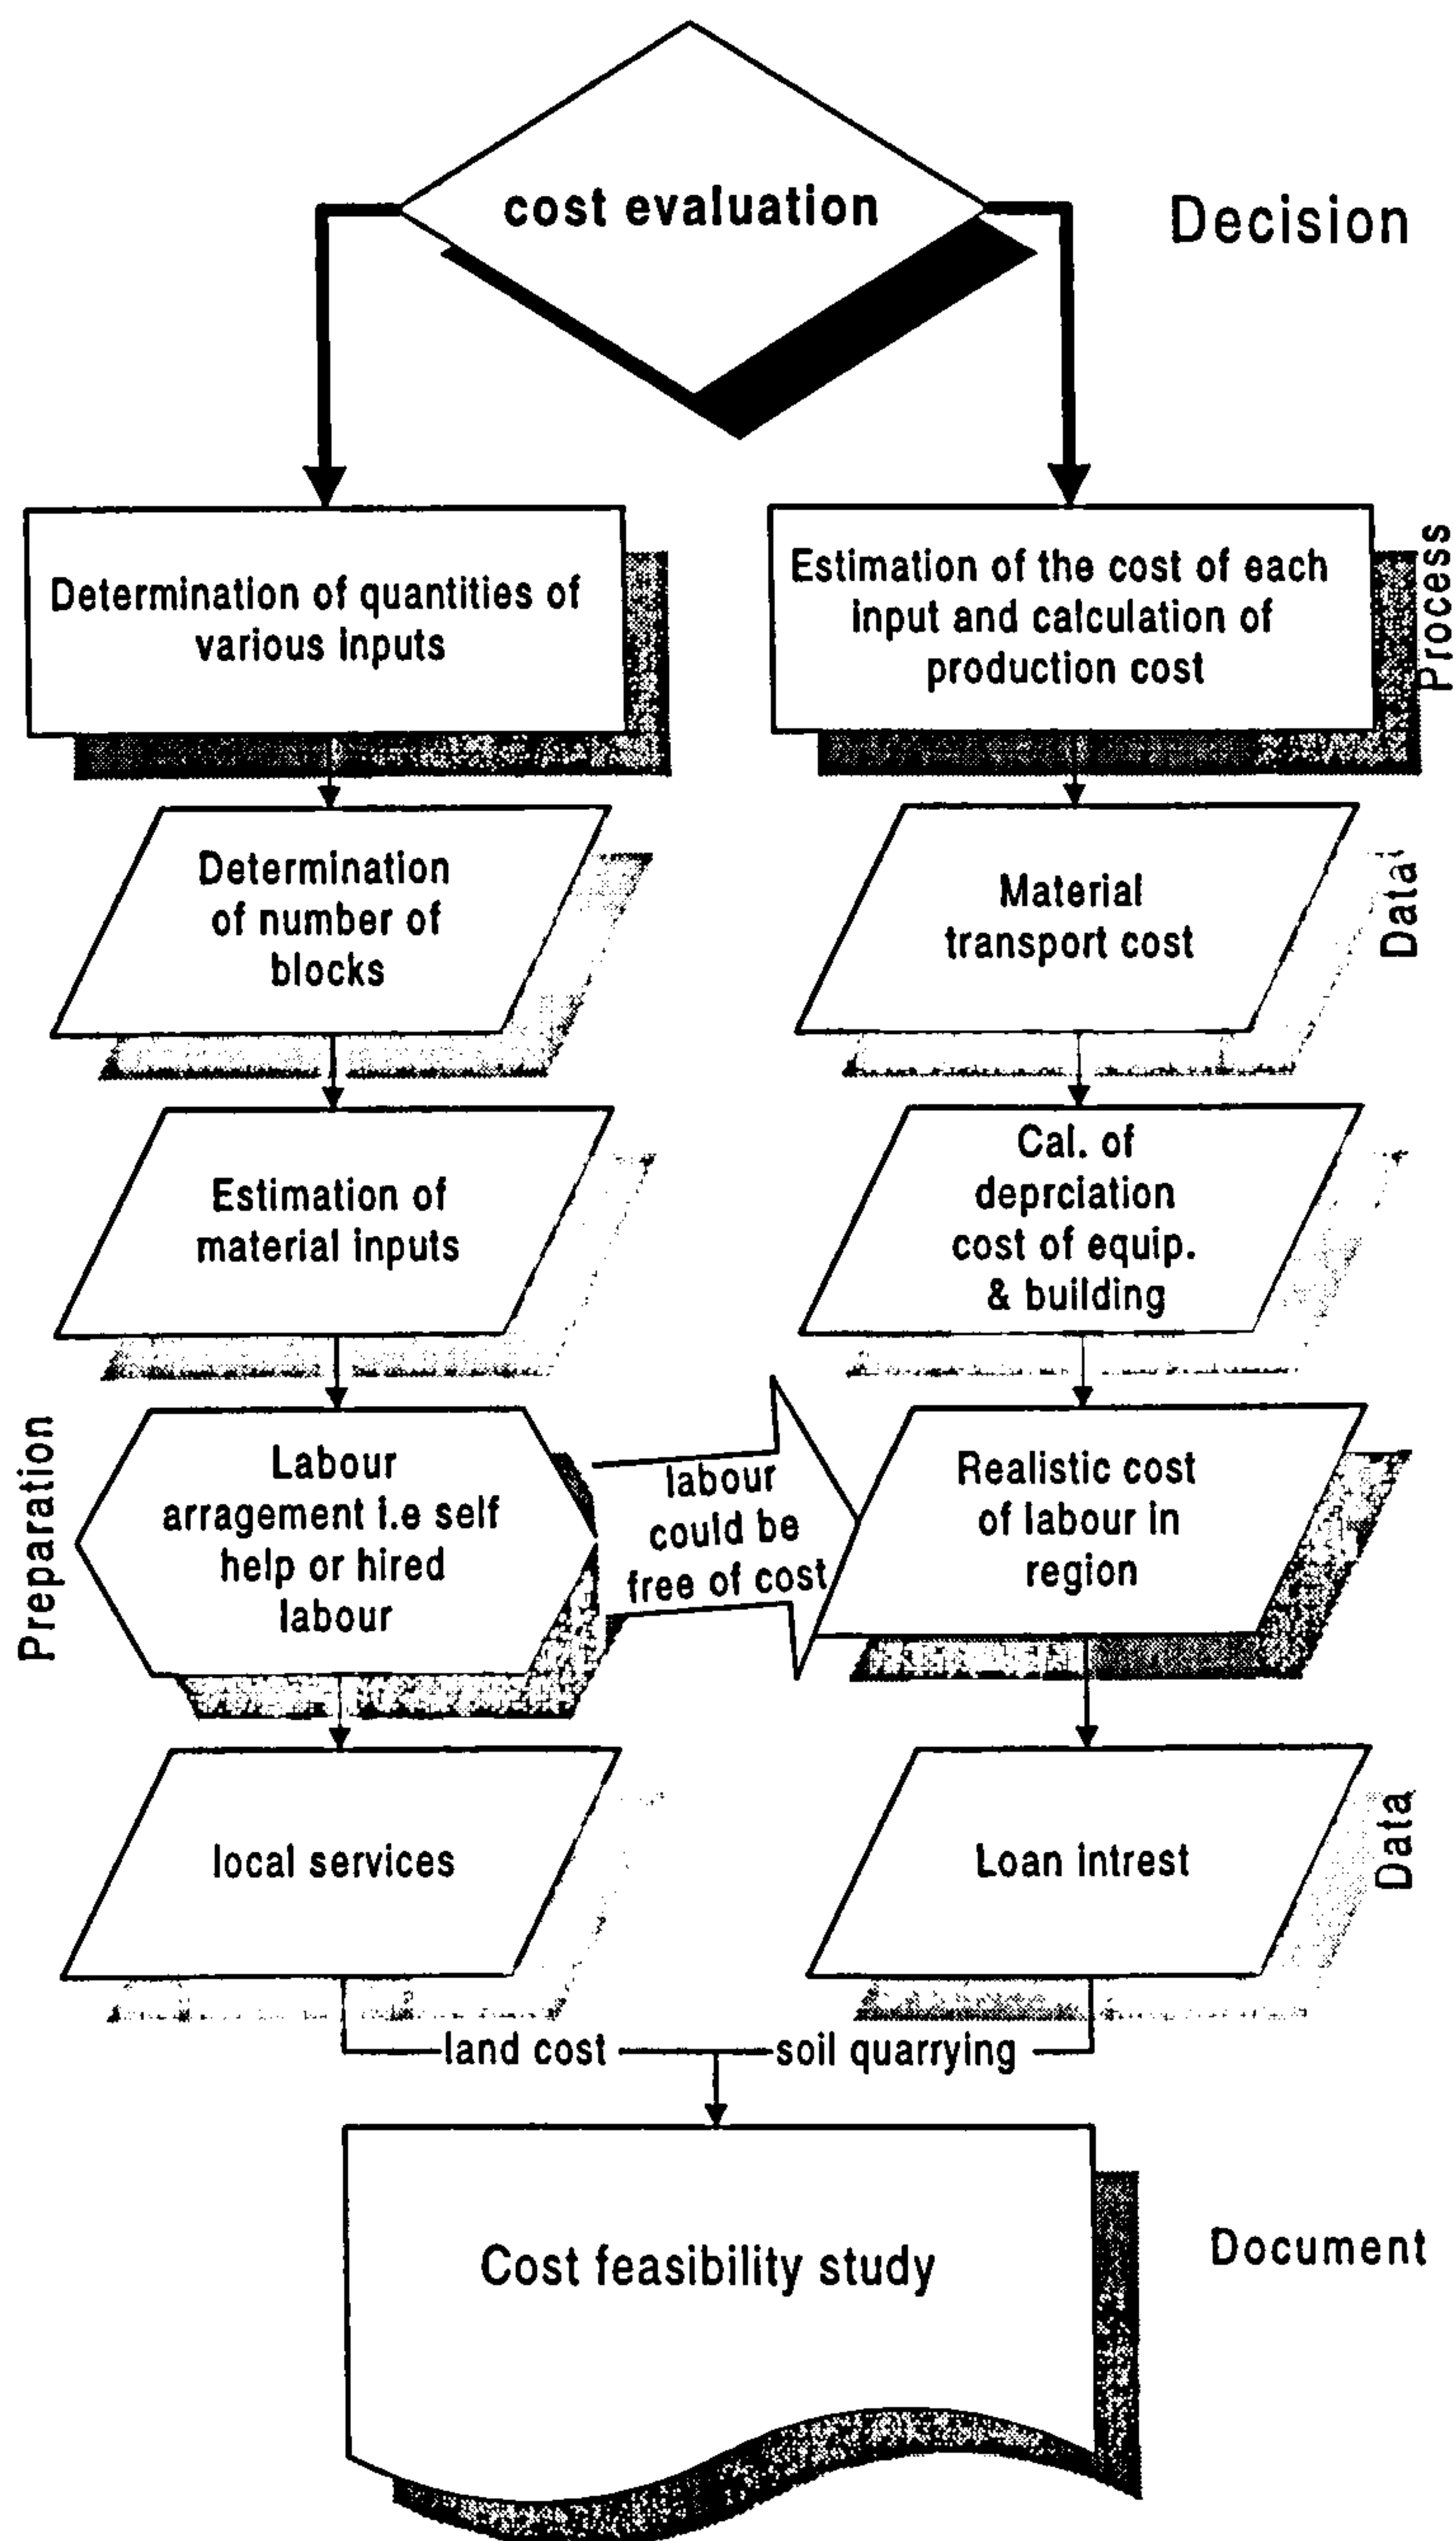 cost evaluation
Decision
Determination of quantities of
various inputs
Estimation of the cost of each
input and calculation of
production cost
Process
Determination
of number of
blocks
Material
transport cost
Data
Estimation of
material inputs
Cal. of
deprciation
cost of equip.
& building
Preparation
Labour
arragement i.e self
help or hired
labour
labour
could be
free of cost
Realistic cost
of labour in
region
local services
Loan intrest
Data
land cost
soil quarrying
Cost feasibility study
Document